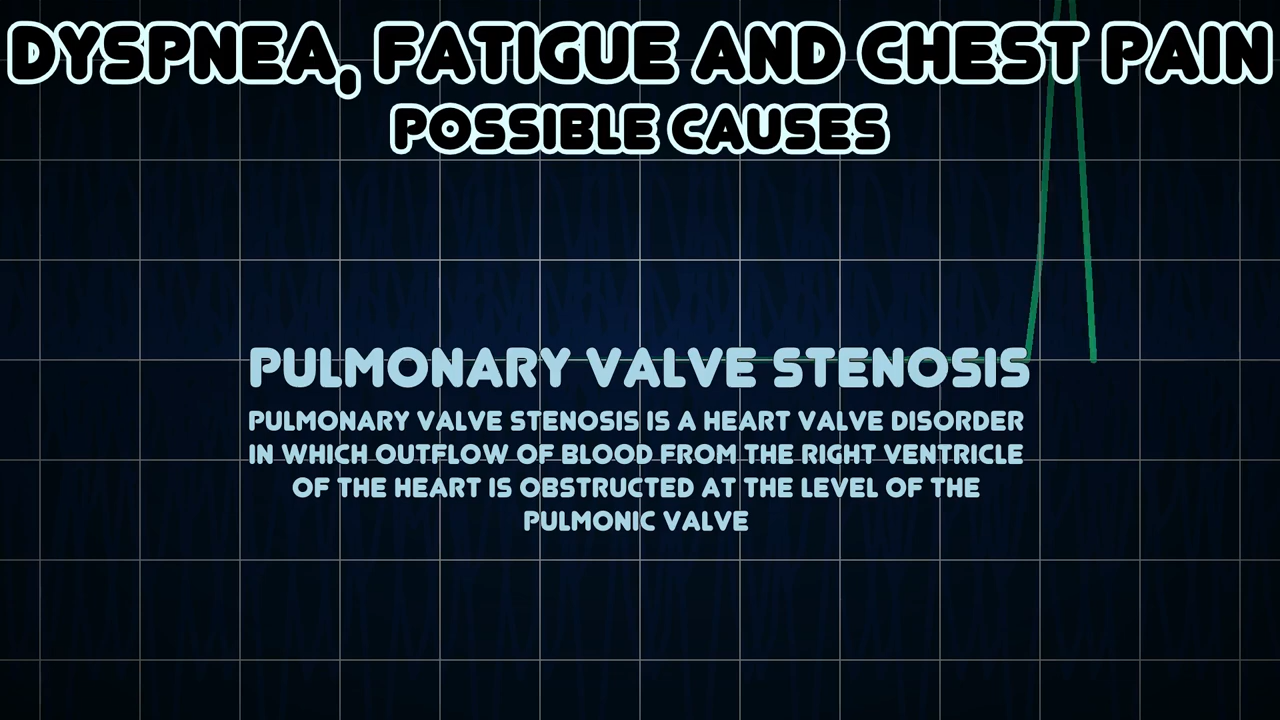 DYSPNEA, FATIGUE AND CHEST PAIN
POSSIBLE CAUSES
PULMONARY VALVE STENOSIS
PULMONARY VALVE STENOSIS IS A HEART VALVE DISORDER
IN WHICH OUTFLOW OF BLOOD FROM THE RIGHT VENTRICLE
OF THE HEART IS OBSTRUCTED AT THE LEVEL OF THE
PULMONIC VALVE